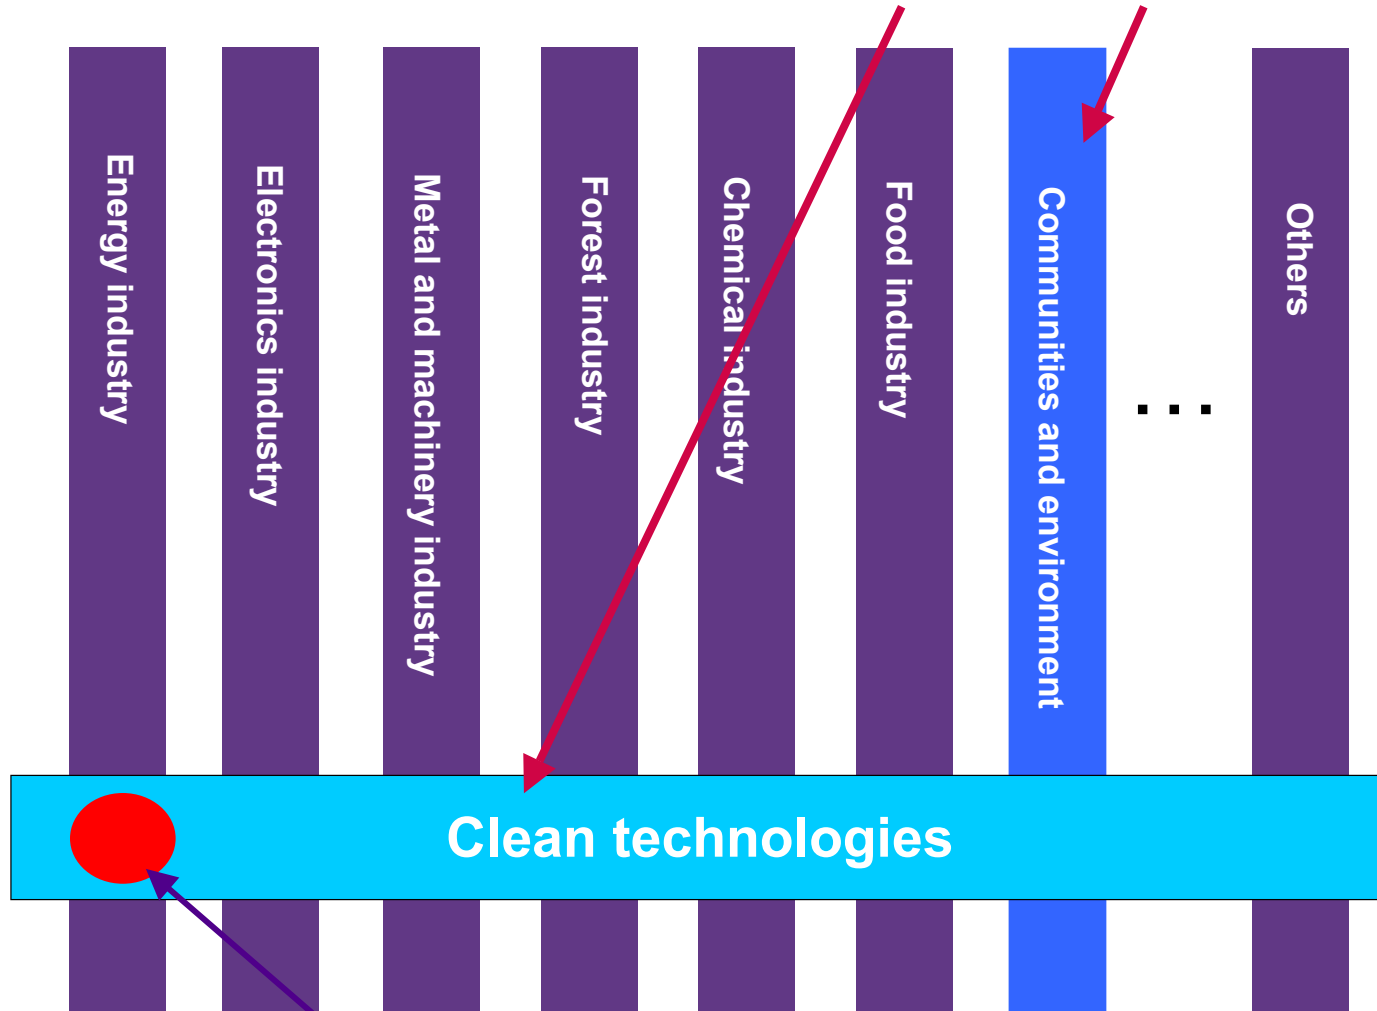 Energy industry
Electronics industry
Metal and machinery industry
Forest industry
Chemical industry
Food industry
Communities and environment
. . .
Others
Clean technologies